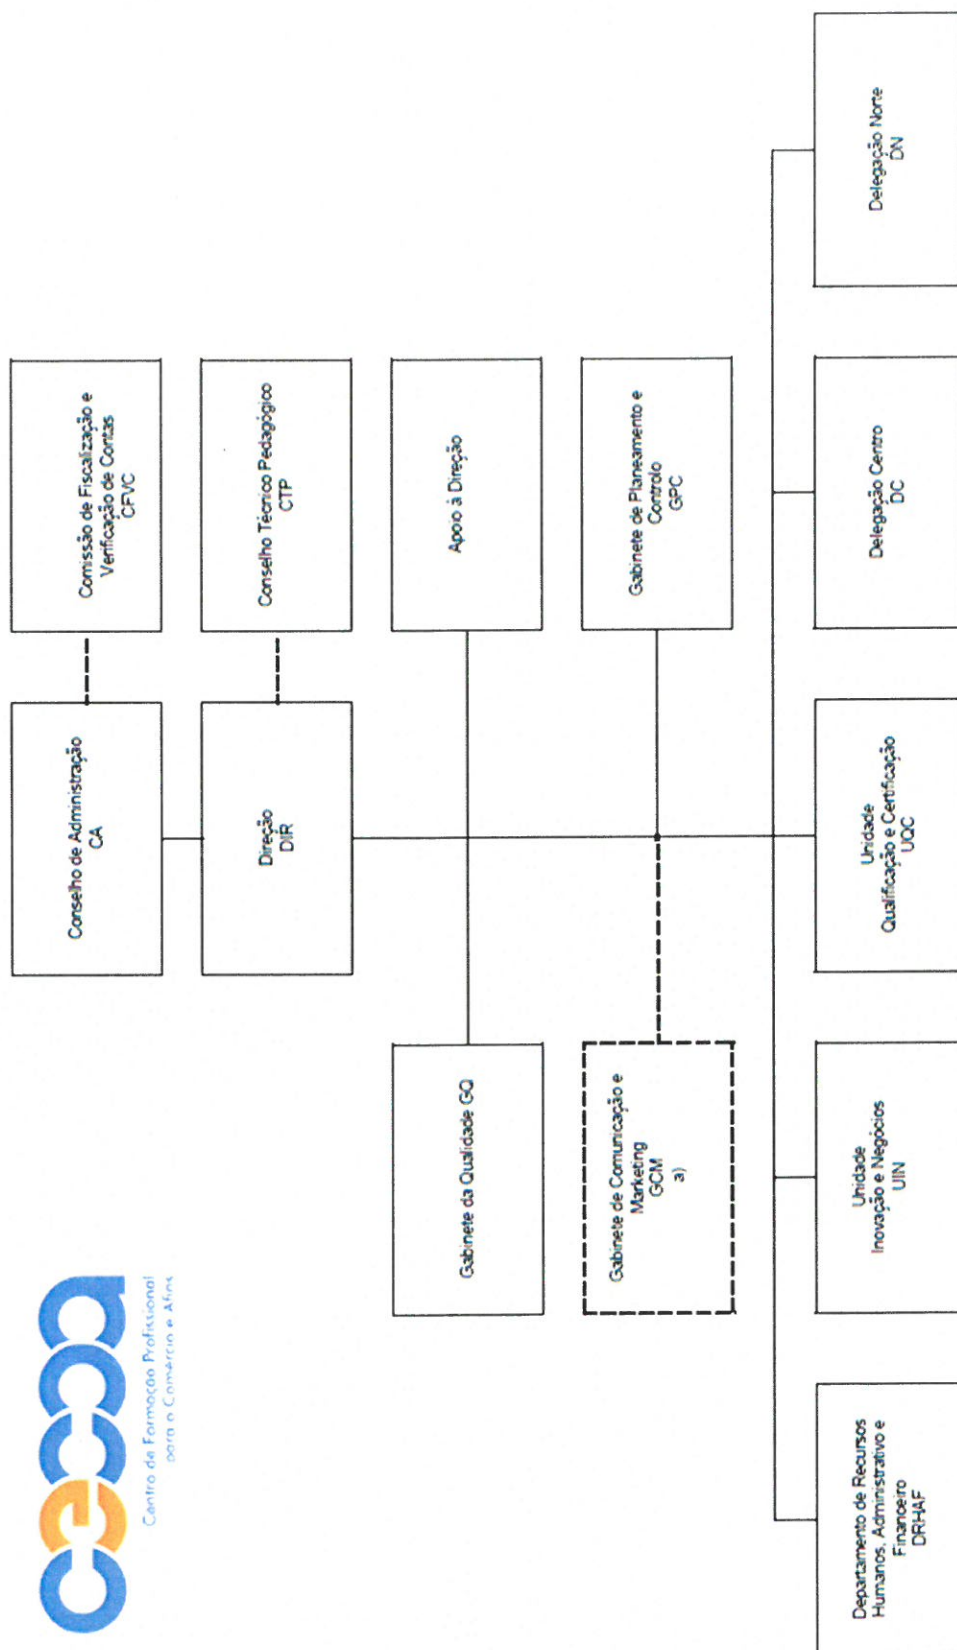 cecoa
Centro de Formação Profissional
para o Comércio e Afins
Conselho de Administração
CA
Comissão de Fiscalização e
Verificação de Contas
CFVC
Direção
DIR
Conselho Técnico Pedagógico
CTP
Gabinete da Qualidade GQ
Apoio à Direção
Gabinete de Comunicação e
Marketing
GCM
a)
Gabinete de Planeamento e
Controlo
GPC
Departamento de Recursos
Humanos, Administrativo e
Financeiro
DRHAF
Unidade
Inovação e Negócios
UIN
Unidade
Qualificação e Certificação
UQC
Delegação Centro
DC
Delegação Norte
DN